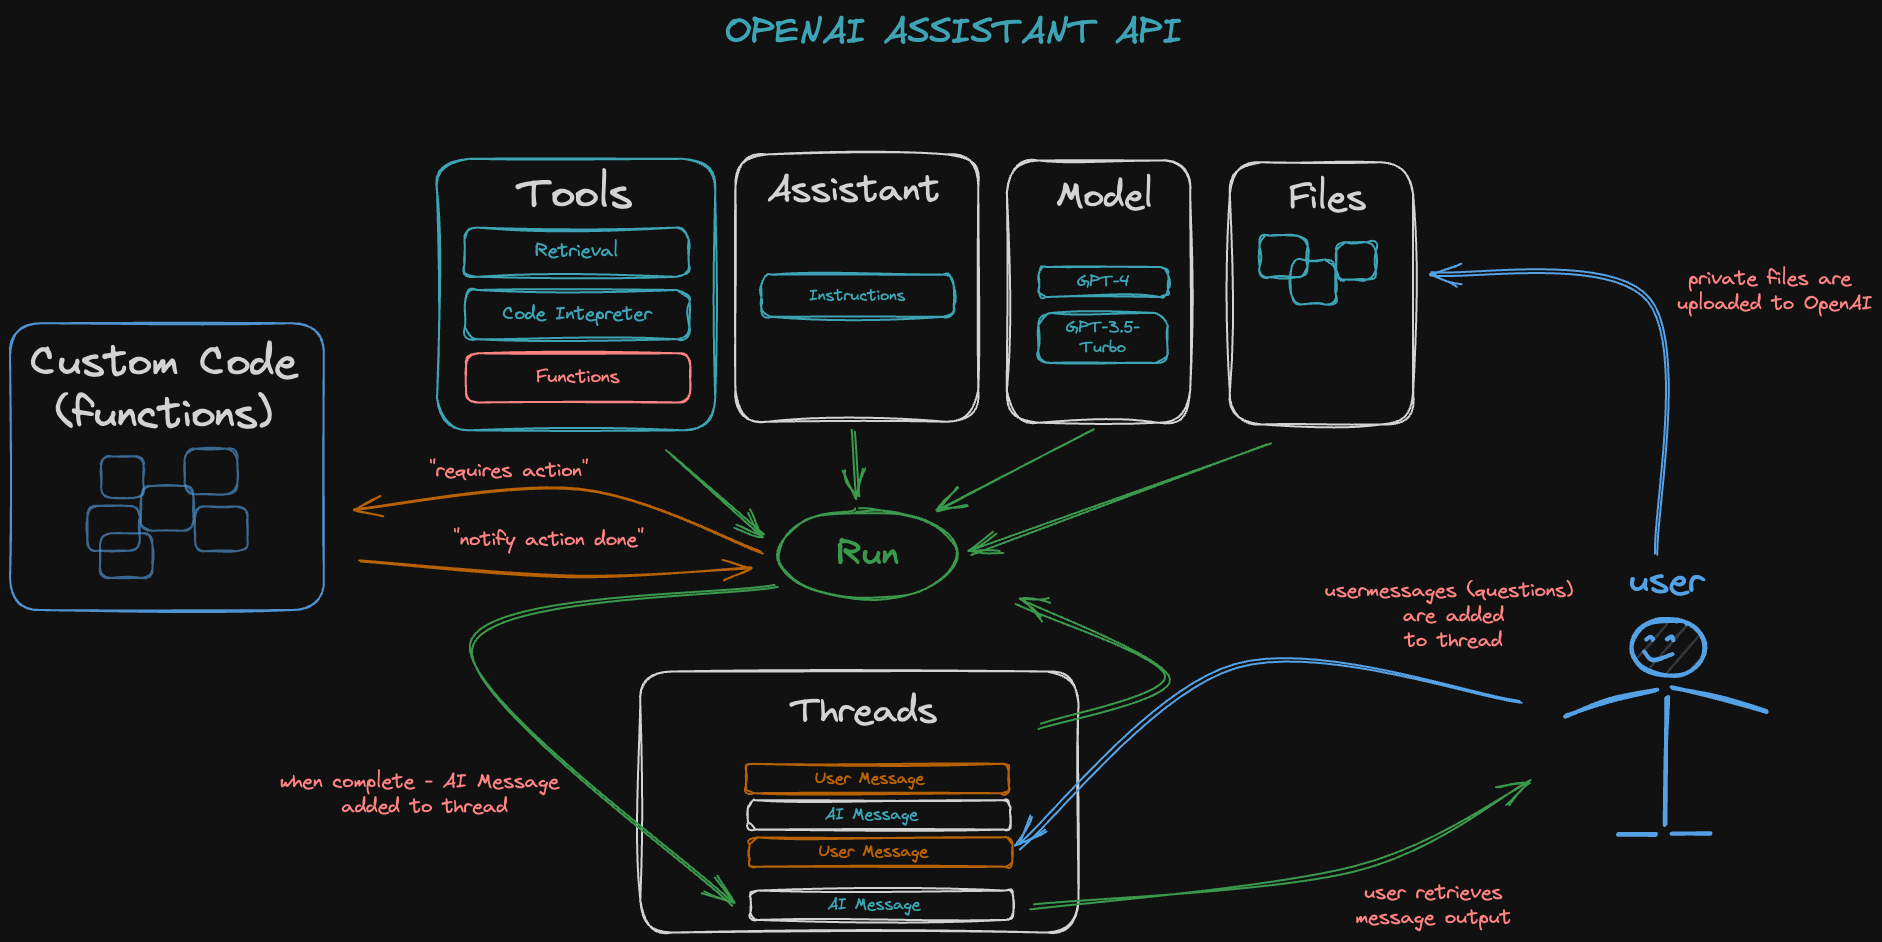 OPENAI ASSISTANT API
Tools
Retrieval
Code Intepreter
Functions
Assistant
Instructions
Model
GPT-4
GPT-3.5-
Turbo
Files
private files are
uploaded to OpenAI
Custom Code
(functions)
"requires action"
"notify action done"
Run
user
usermessages (questions)
are added
to thread
Threads
User Message
AI Message
User Message
AI Message
when complete - AI Message
added to thread
user retrieves
message output